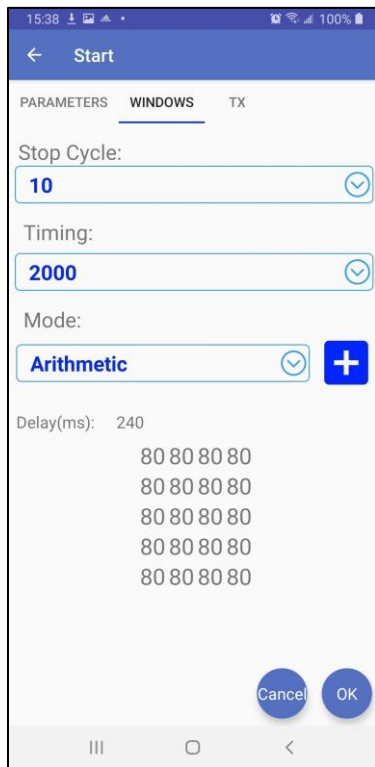 15:38 100%
Start
PARAMETERS WINDOWS TX
Stop Cycle:
10
Timing:
2000
Mode:
Arithmetic
Delay(ms): 240
80 80 80 80
80 80 80 80
80 80 80 80
80 80 80 80
80 80 80 80
Cancel OK